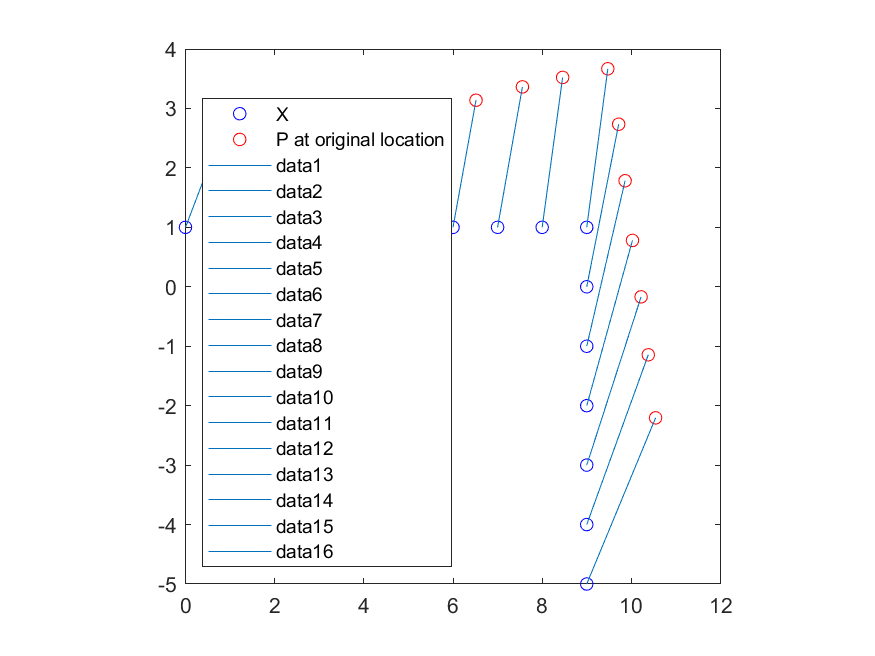 4
3
2
1
0
-1
-2
-3
-4
-5
X
P at original location
data1
data2
data3
data4
data5
data6
data7
data8
data9
data10
data11
data12
data13
data14
data15
data16
0 2 4 6 8 10 12